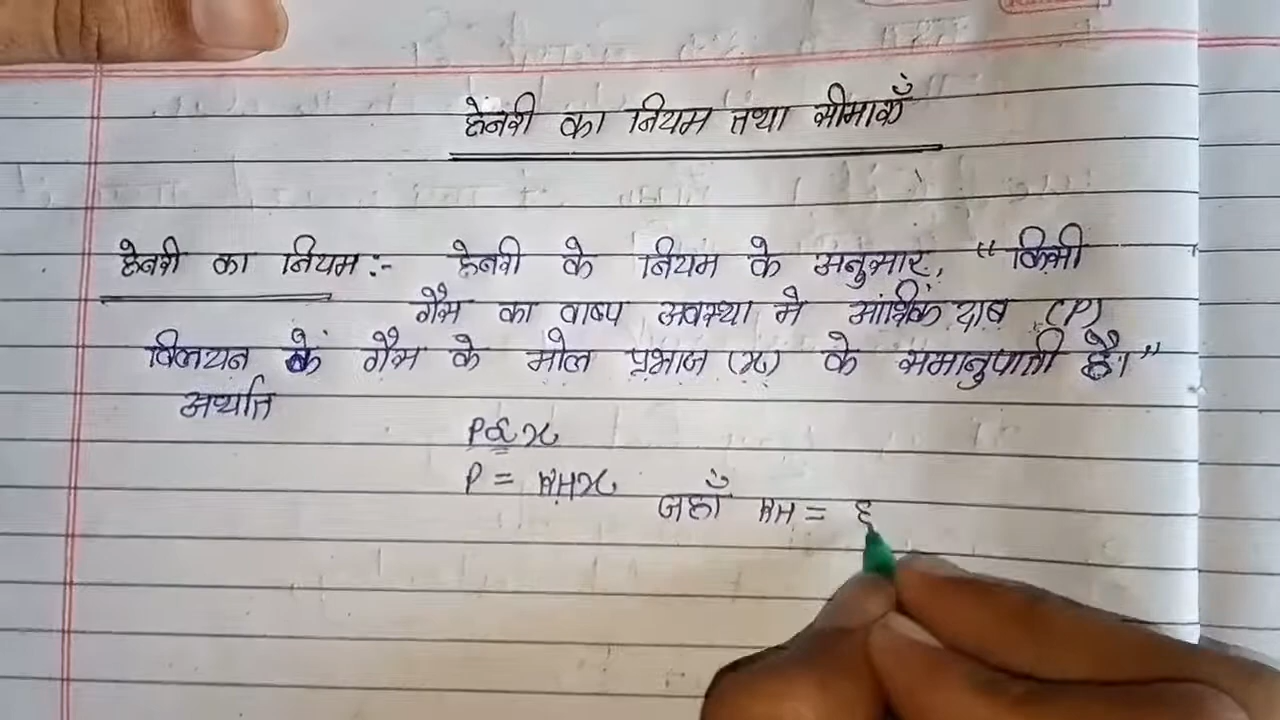 हेनरी का नियम तथा सीमाएँ
हेनरी का नियम :- हेनरी के नियम के अनुसार, “किसी
गैस का वाष्प अवस्था मे आंशिक दाब (P)
विलयन के गैस के मोल प्रभाज (x) के समानुपाती है।”
अर्थात
P∝x
P = KHx
जहाँ KH = ह